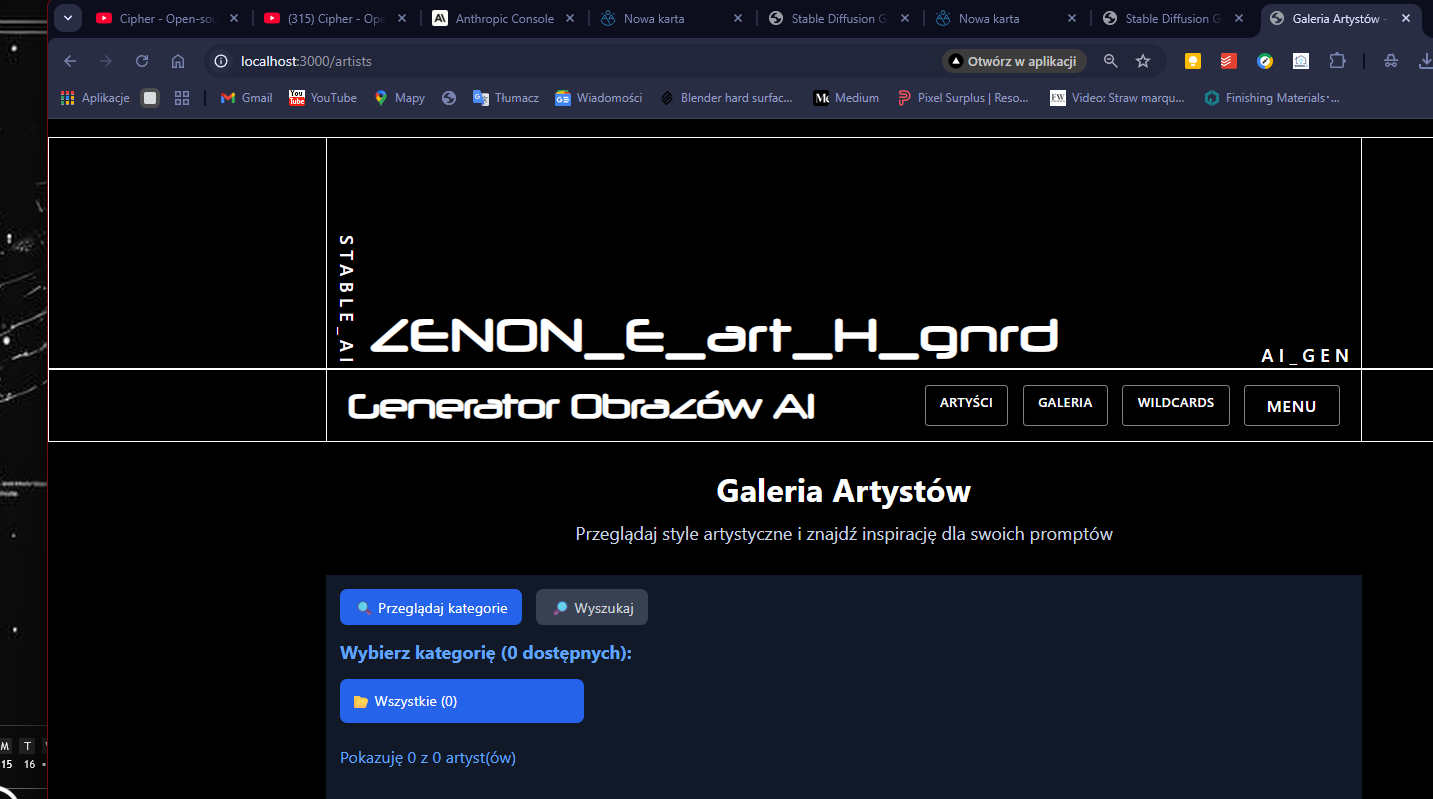 Cipher - Open-sou
(315) Cipher - Ope
Anthropic Console
Nowa karta
Stable Diffusion G
Nowa karta
Stable Diffusion G
Galeria Artystów -
localhost:3000/artists
Otwórz w aplikacji
Aplikacje
Gmail
YouTube
Mapy
Tłumacz
Wiadomości
Blender hard surfac...
Medium
Pixel Surplus | Reso...
Video: Straw marqu...
Finishing Materials·...
STABLE_AI
ZENON_E_art_H_gnrd
AI_GEN
Generator Obrazów AI
ARTYŚCI
GALERIA
WILDCARDS
MENU
Galeria Artystów
Przeglądaj style artystyczne i znajdź inspirację dla swoich promptów
Przeglądaj kategorie
Wyszukaj
Wybierz kategorię (0 dostępnych):
Wszystkie (0)
Pokazuję 0 z 0 artyst(ów)
M T
15 16